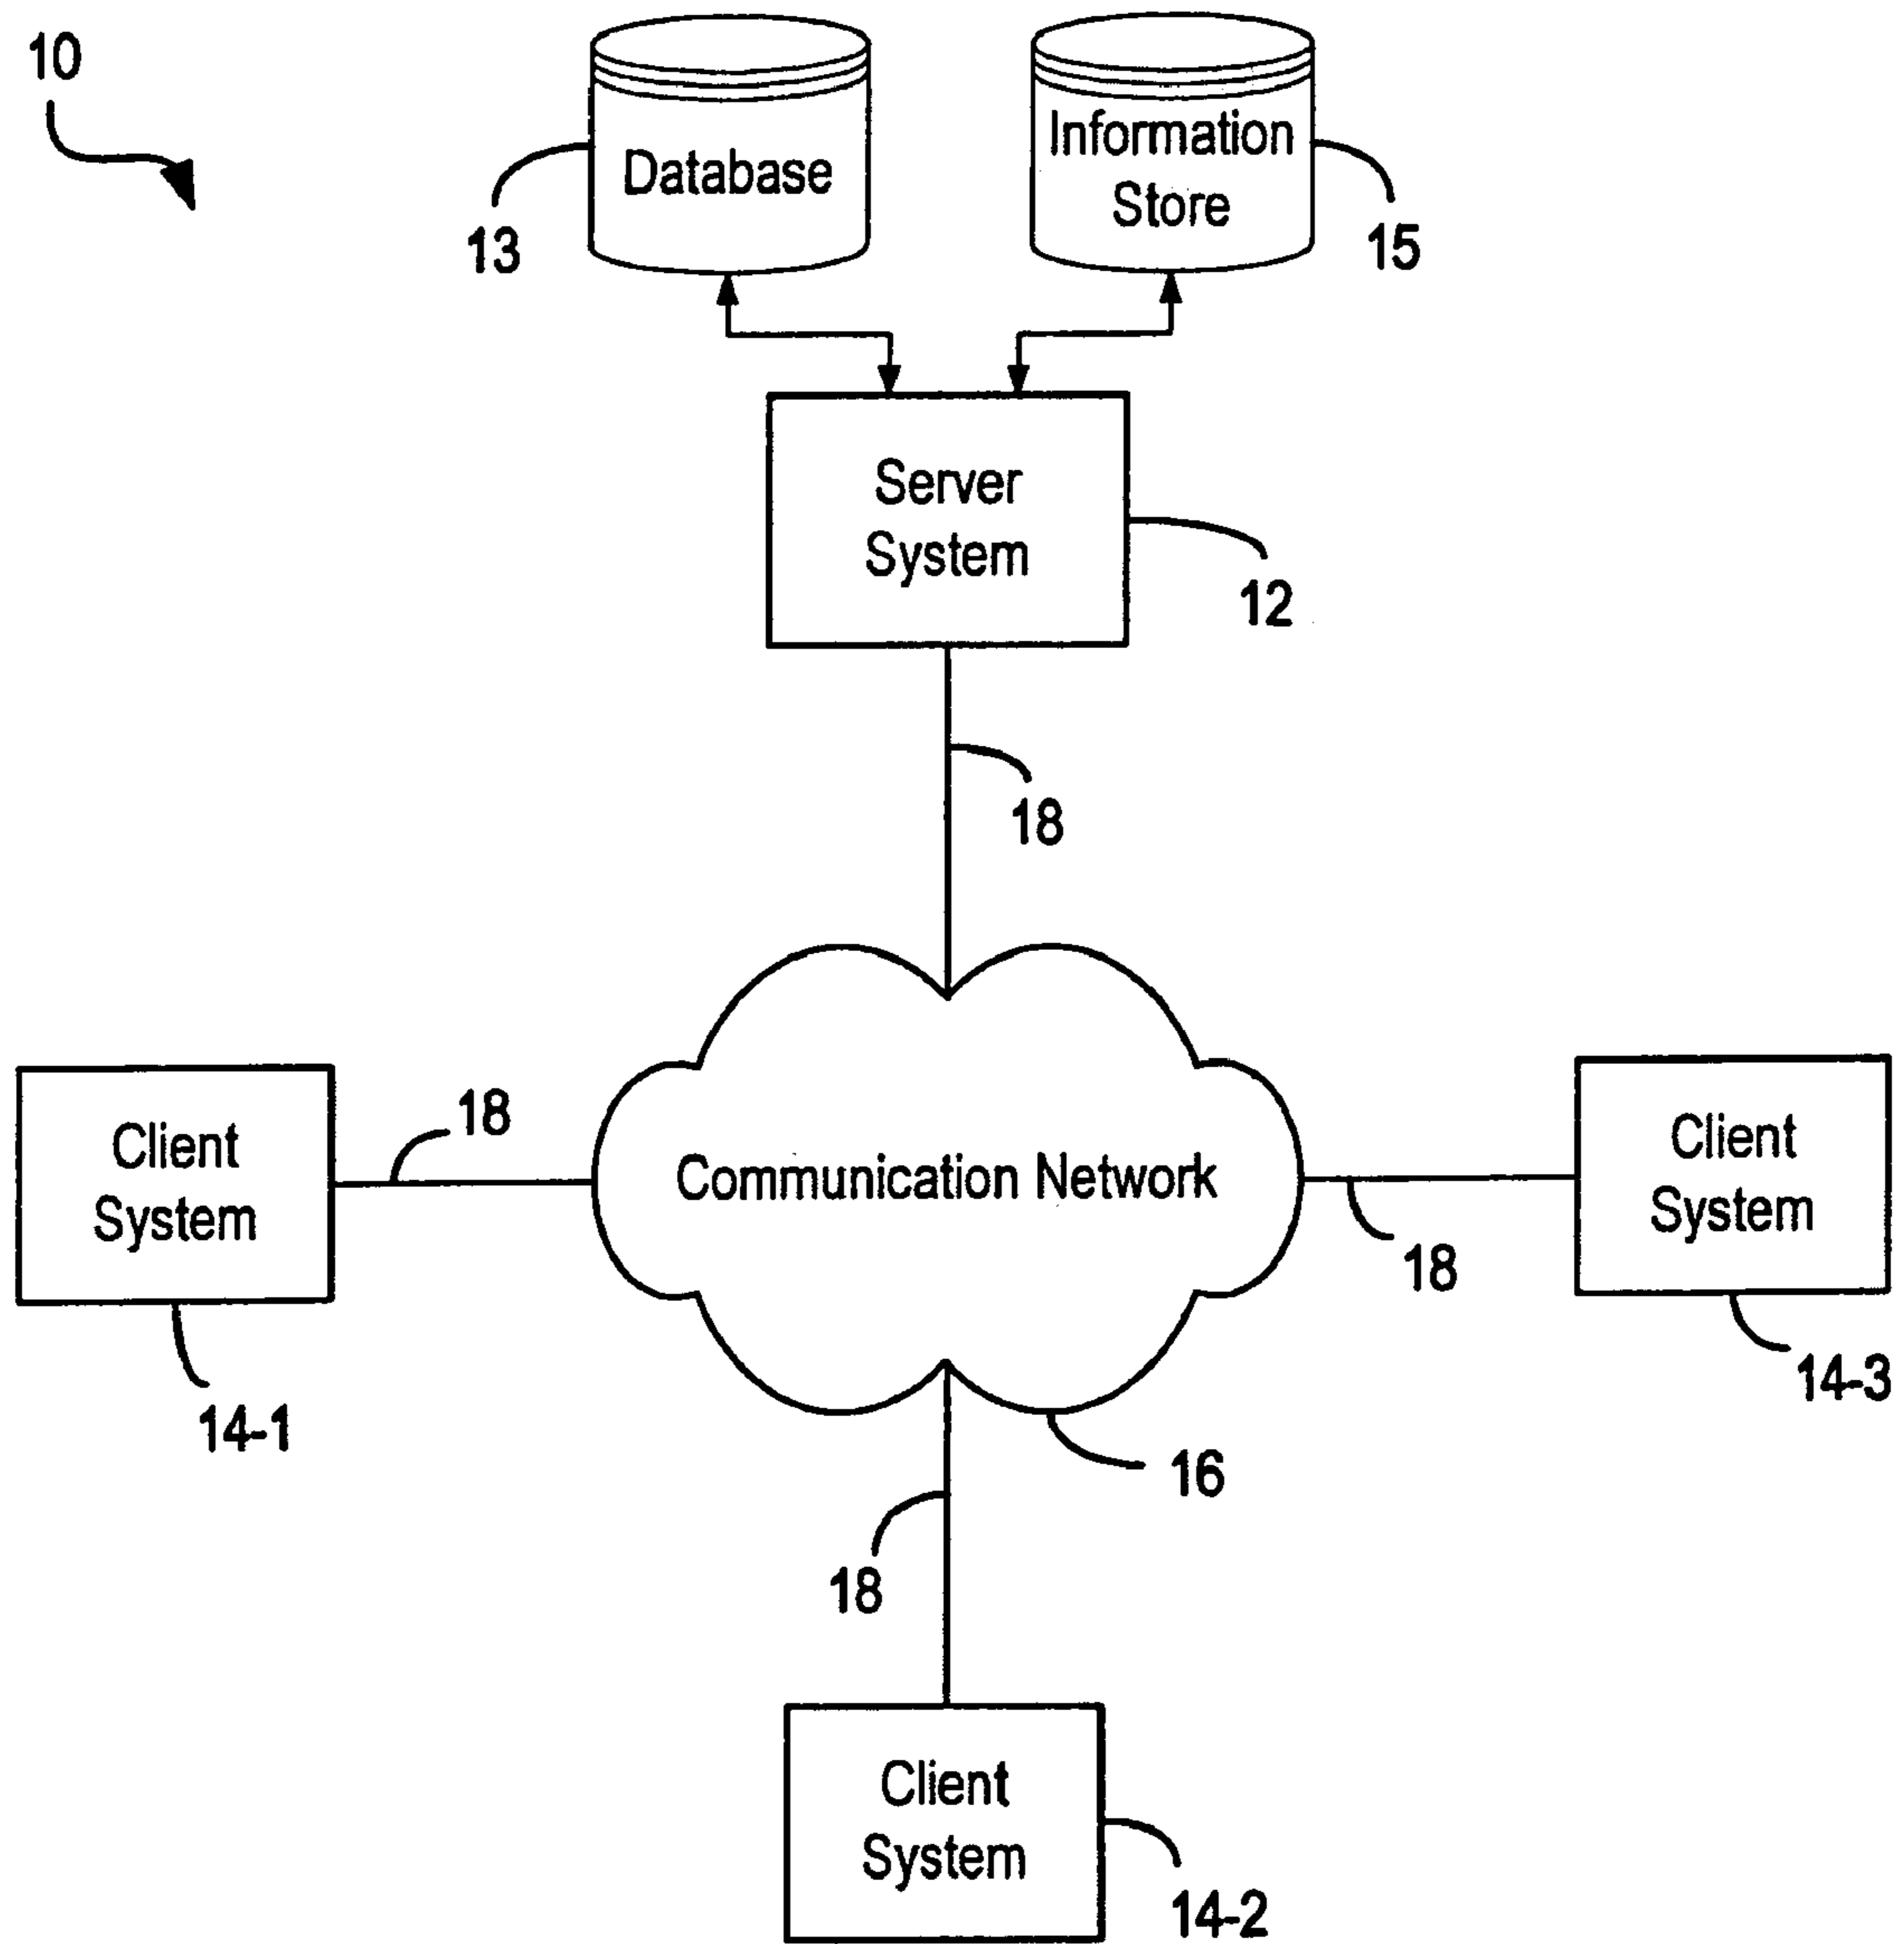 10
Database
Information
Store
13
15
Server
System
12
18
Client
System
18
Communication Network
Client
System
18
14-1
14-3
16
18
Client
System
14-2